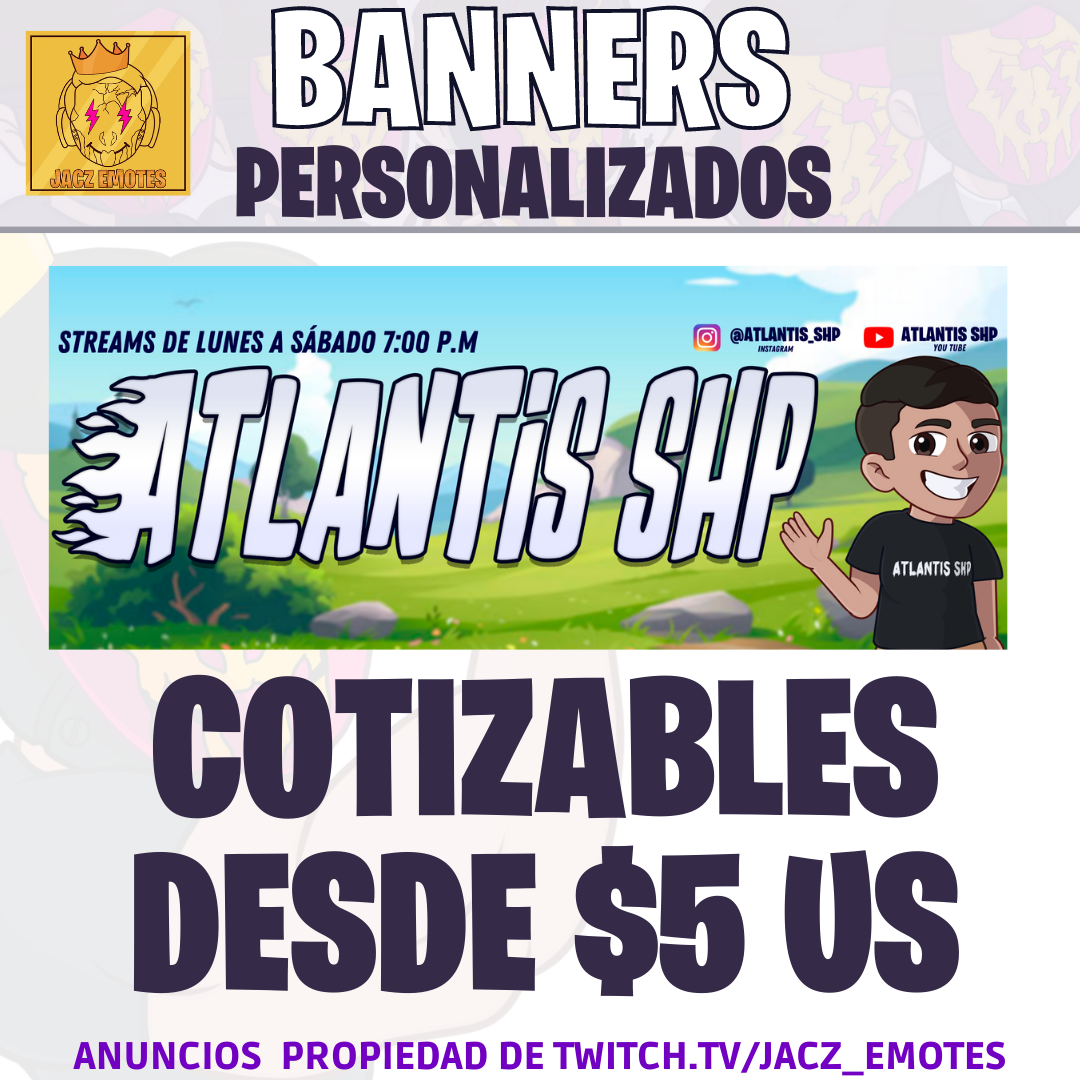 BANNERS
JACZ EMOTES
PERSONALIZADOS
STREAMS DE LUNES A SÁBADO 7:00 P.M
@ATLANTIS_SHP
INSTAGRAM
ATLANTIS SHP
YOU TUBE
ATLANTiS SHP
ATLANTIS SHP
COTIZABLES
DESDE $5 US
ANUNCIOS PROPIEDAD DE TWITCH.TV/JACZ_EMOTES